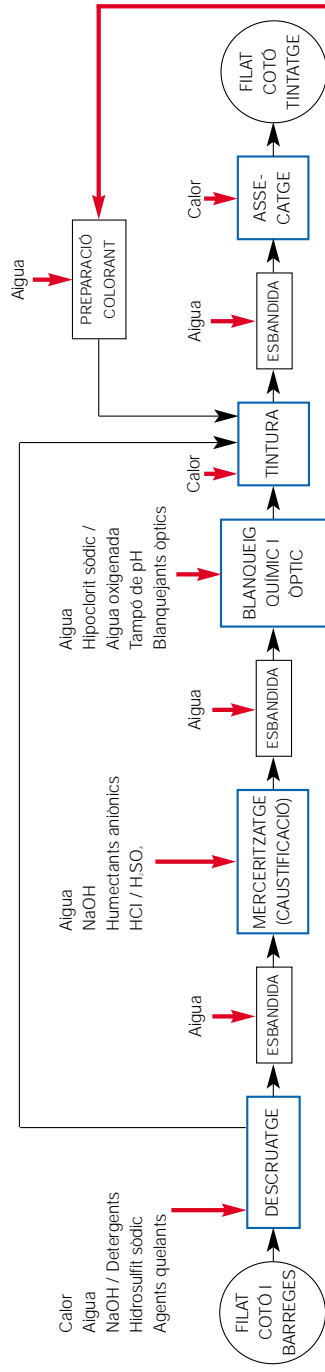 Calor
Aigua
NaOH / Detergents
Hidrosulfit sòdic
Agents quelants
FILAT
COTÓ I
BARREGES
DESCRUATGE
Aigua
ESBANDIDA
Aigua
NaOH
Humectants aniònics
HCl / H₂SO₄
MERCERITZATGE
(CAUSTIFICACIÓ)
Aigua
ESBANDIDA
Aigua
Hipoclorit sòdic /
Aigua oxigenada
Tampó de pH
Blanquejants òptics
BLANQUEIG
QUÍMIC I
ÒPTIC
Calor
TINTURA
Aigua
PREPARACIÓ
COLORANT
Aigua
ESBANDIDA
Calor
ASSE-
CATGE
FILAT
COTÓ
TINTATGE